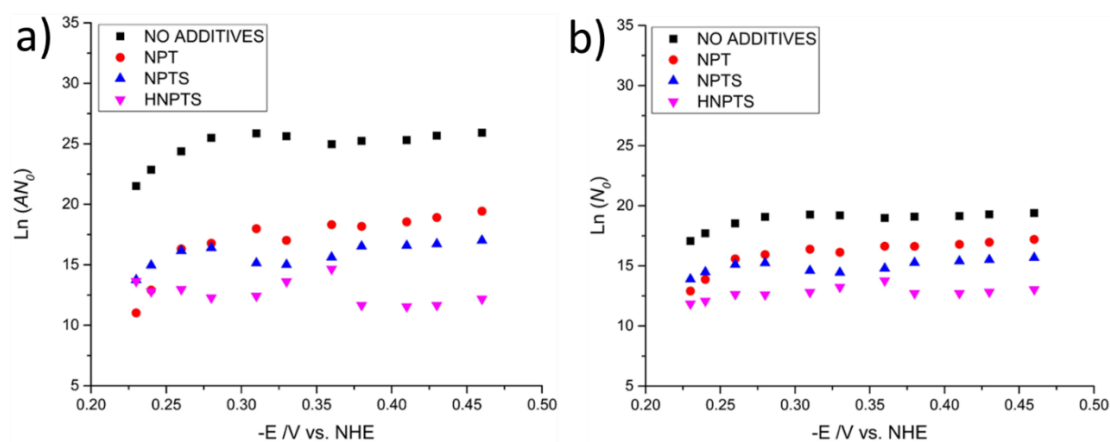 a)
NO ADDITIVES
NPT
NPTS
HNPTS
Ln (AN₀)
35
30
25
20
15
10
5
0.20 0.25 0.30 0.35 0.40 0.45 0.50
-E /V vs. NHE
b)
NO ADDITIVES
NPT
NPTS
HNPTS
Ln (N₀)
35
30
25
20
15
10
5
0.20 0.25 0.30 0.35 0.40 0.45 0.50
-E /V vs. NHE